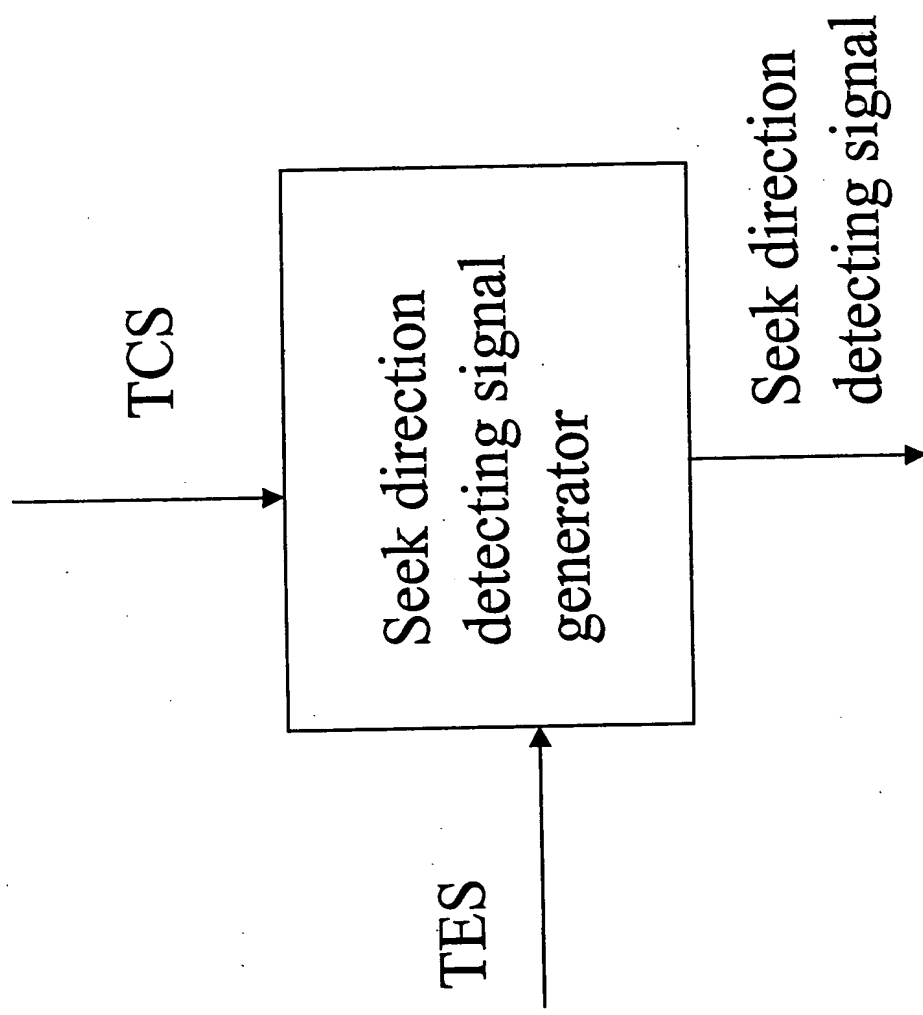 TCS
TES
Seek direction
detecting signal
generator
Seek direction
detecting signal